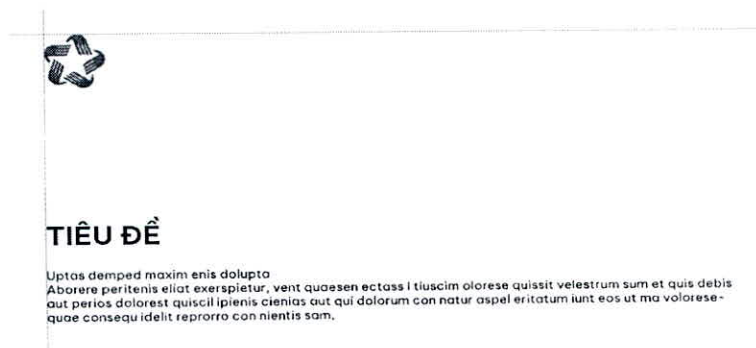 TIÊU ĐỀ
Uptas demped maxim enis dolupta
Aborere peritenis eliat exerspietur, vent quaesen ectass i tiuscim olorese quissit velestrum sum et quis debis
aut perios dolorest quiscil ipienis cienias aut qui dolorum con natur aspel eritatum iunt eos ut ma volorese-
quae consequ idelit reprorro con nientis sam.